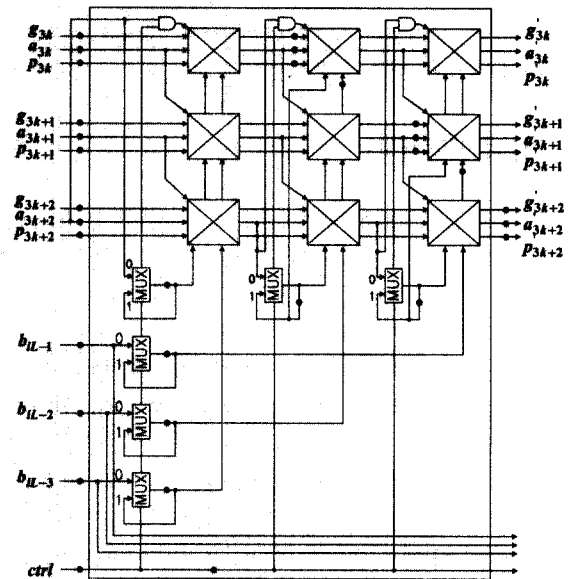 g3k g'3k
a3k a'3k
p3k p'3k
g3k+1 g'3k+1
a3k+1 a'3k+1
p3k+1 p'3k+1
g3k+2 g'3k+2
a3k+2 a'3k+2
p3k+2 p'3k+2
0 MUX 1
0 MUX 1
0 MUX 1
biL-1 0 MUX 1
biL-2 0 MUX 1
biL-3 0 MUX 1
ctrl